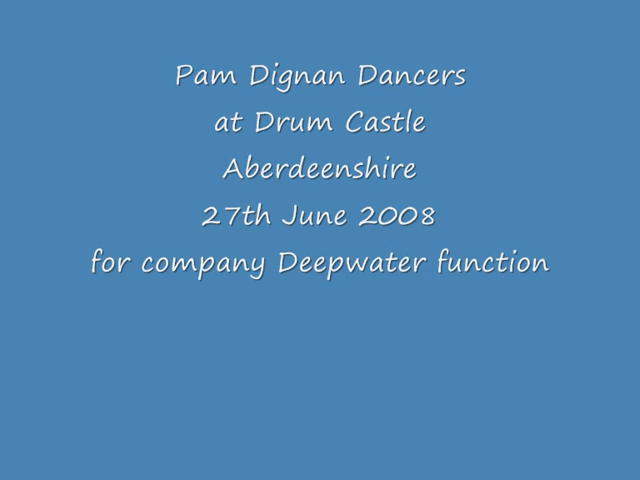 Pam Dignan Dancers
at Drum Castle
Aberdeenshire
27th June 2008
for company Deepwater function